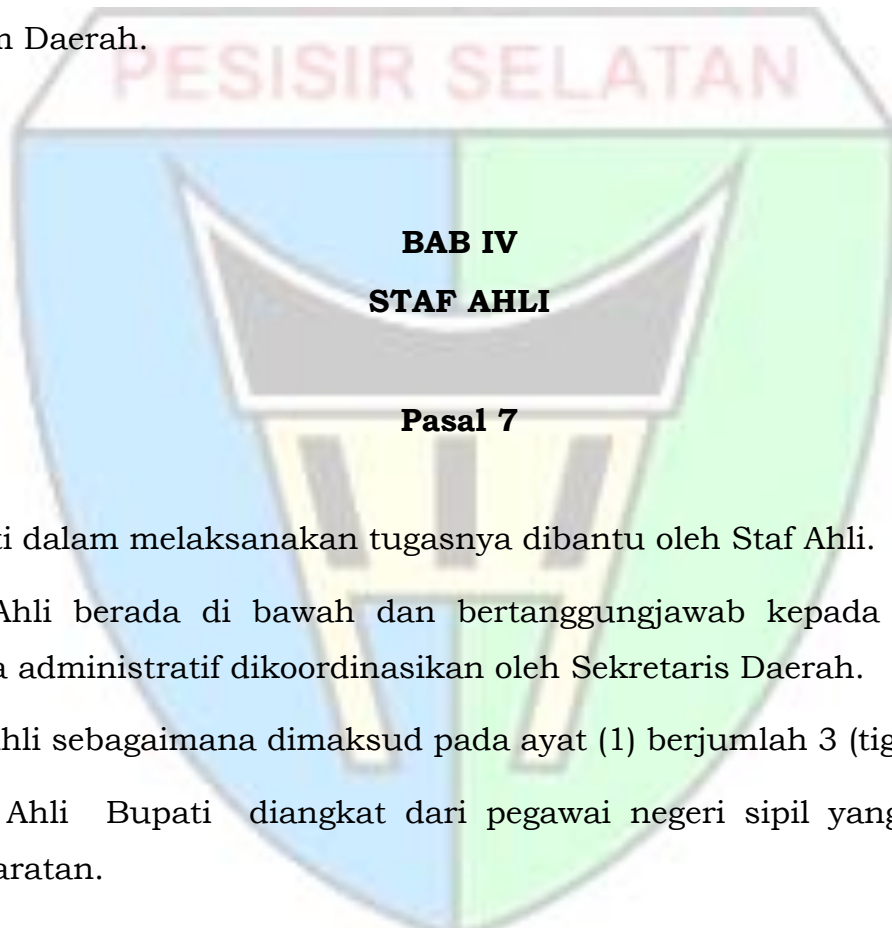 n Daerah.
PESISIR SELATAN
BAB IV
STAF AHLI
Pasal 7
ti dalam melaksanakan tugasnya dibantu oleh Staf Ahli.
Ahli berada di bawah dan bertanggungjawab kepada
a administratif dikoordinasikan oleh Sekretaris Daerah.
hli sebagaimana dimaksud pada ayat (1) berjumlah 3 (tig
Ahli Bupati diangkat dari pegawai negeri sipil yang
aratan.